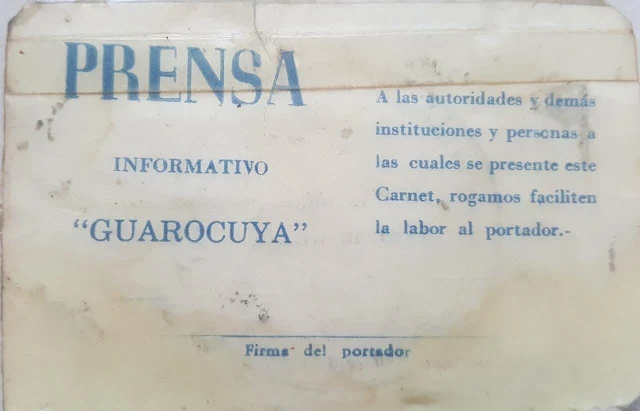 PRENSA
INFORMATIVO
“GUAROCUYA”
A las autoridades y demás
instituciones y personas a
las cuales se presente este
Carnet, rogamos faciliten
la labor al portador.-
Firma del portador